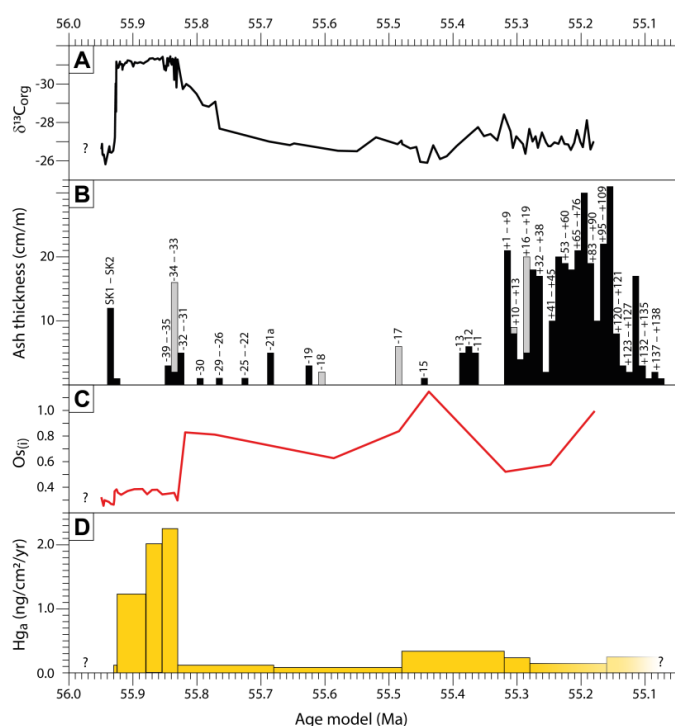 56.0 55.9 55.8 55.7 55.6 55.5 55.4 55.3 55.2 55.1
A
δ¹³Corg
-30
-28
-26
?
B
Ash thickness (cm/m)
20
10
SK1 – SK2
-39 – -35
-34 – -33
-32 – -31
-30
-29 – -26
-25 – -22
-21a
-19
-18
-17
-15
-13
-12
-11
+1 – +9
+10 – +13
+16 – +19
+32 – +38
+41 – +45
+53 – +60
+65 – +76
+83 – +90
+95 – +109
+120 – +121
+123 – +127
+132 – +135
+137 – +138
C
Os(i)
1.0
0.8
0.6
0.4
?
D
Hga (ng/cm²/yr)
2.0
1.0
0.0
?
?
56.0 55.9 55.8 55.7 55.6 55.5 55.4 55.3 55.2 55.1
Age model (Ma)